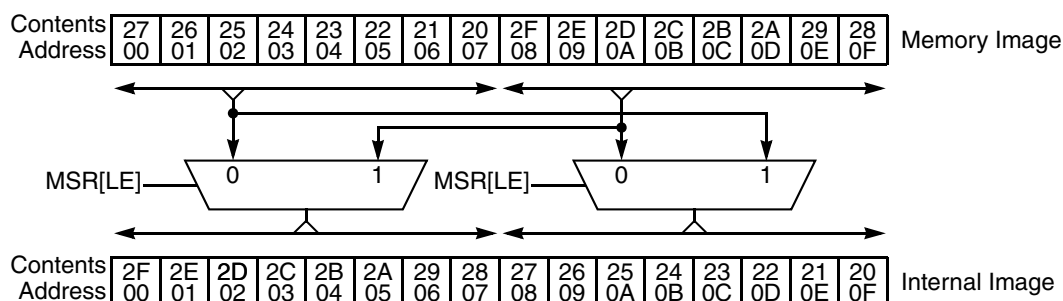 Contents 27 26 25 24 23 22 21 20 2F 2E 2D 2C 2B 2A 29 28
Address 00 01 02 03 04 05 06 07 08 09 0A 0B 0C 0D 0E 0F Memory Image
0 1 0 1
MSR[LE] MSR[LE]
Contents 2F 2E 2D 2C 2B 2A 29 28 27 26 25 24 23 22 21 20
Address 00 01 02 03 04 05 06 07 08 09 0A 0B 0C 0D 0E 0F Internal Image